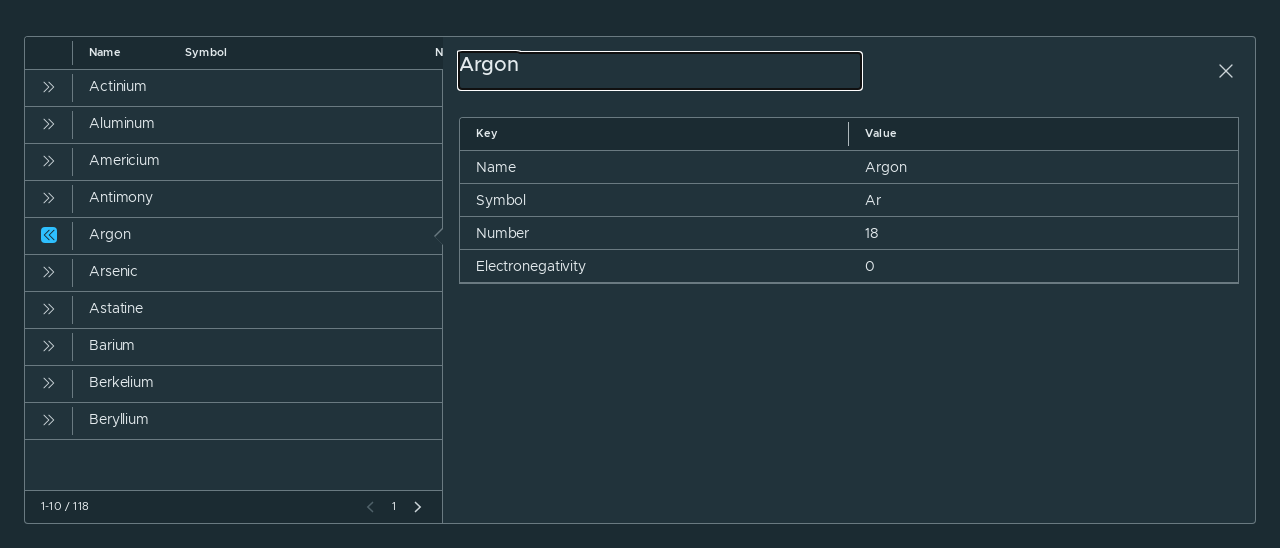 Name Symbol N
Actinium
Aluminum
Americium
Antimony
Argon
Arsenic
Astatine
Barium
Berkelium
Beryllium
1-10 / 118 1
Argon
Key Value
Name Argon
Symbol Ar
Number 18
Electronegativity 0